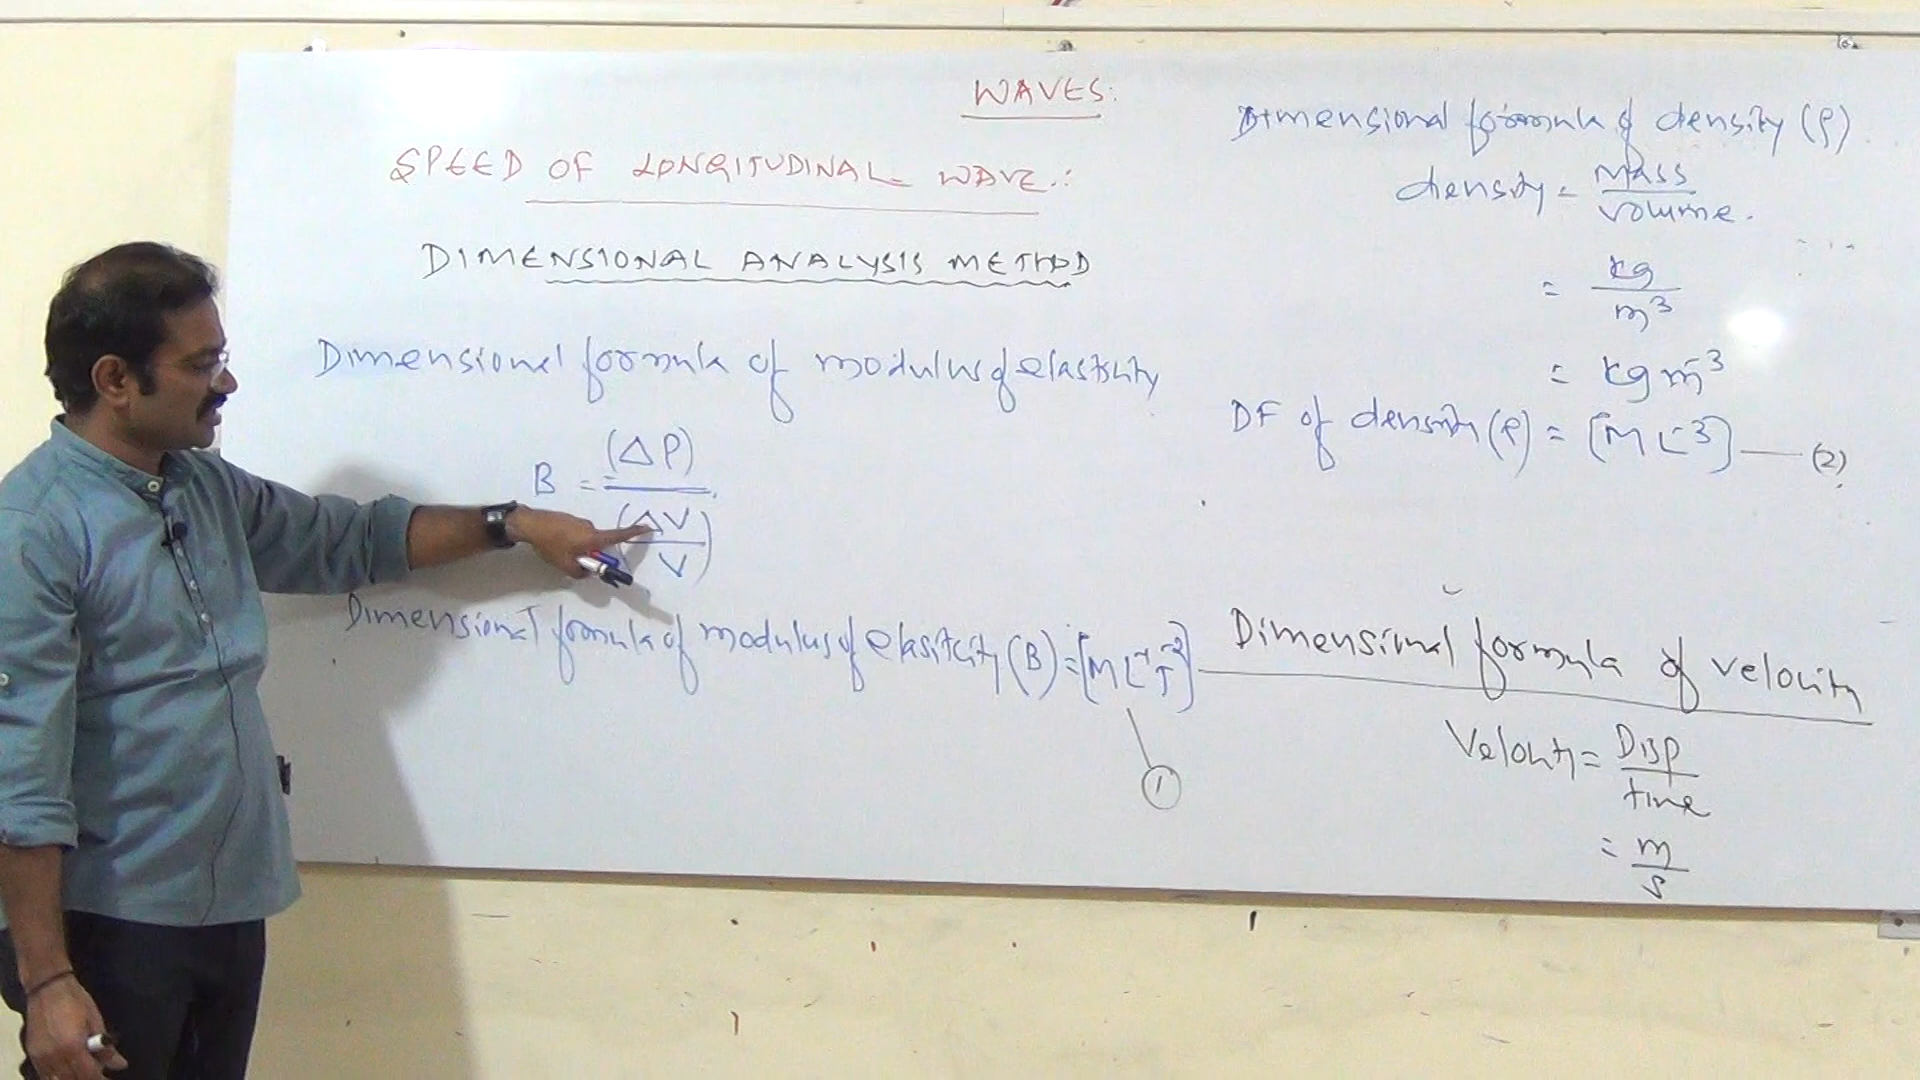 WAVES:
SPEED OF LONGITUDINAL WAVE:
DIMENSIONAL ANALYSIS METHOD
Dimensional formula of modulus of elasticity
B = (ΔP)
(ΔV
V)
Dimensional formula of modulus of elasticity (B) = [M L⁻¹ T⁻²]
1
Dimensional formula of density (ρ).
density = Mass
Volume.
= kg
m³
= kg m⁻³
DF of density (ρ) = [M L⁻³] — (2)
Dimensional formula of velocity
Velocity = Disp
time
= m
s